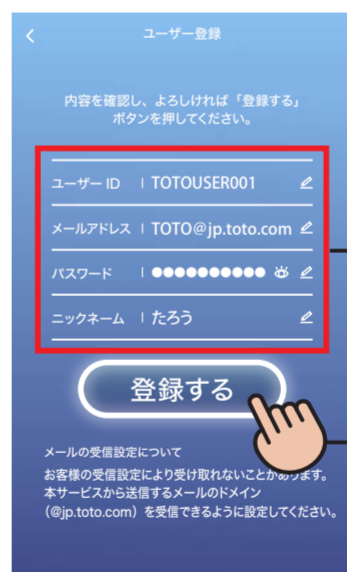 ユーザー登録
内容を確認し、よろしければ「登録する」
ボタンを押してください。
ユーザー ID | TOTOUSER001
メールアドレス | TOTO@jp.toto.com
パスワード | ●●●●●●●●●●
ニックネーム | たろう
登録する
メールの受信設定について
お客様の受信設定により受け取れないことがあります。
本サービスから送信するメールのドメイン
(@jp.toto.com)を受信できるように設定してください。